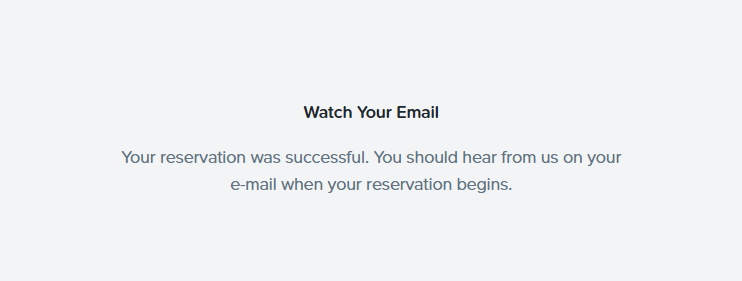 Watch Your Email
Your reservation was successful. You should hear from us on your
e-mail when your reservation begins.